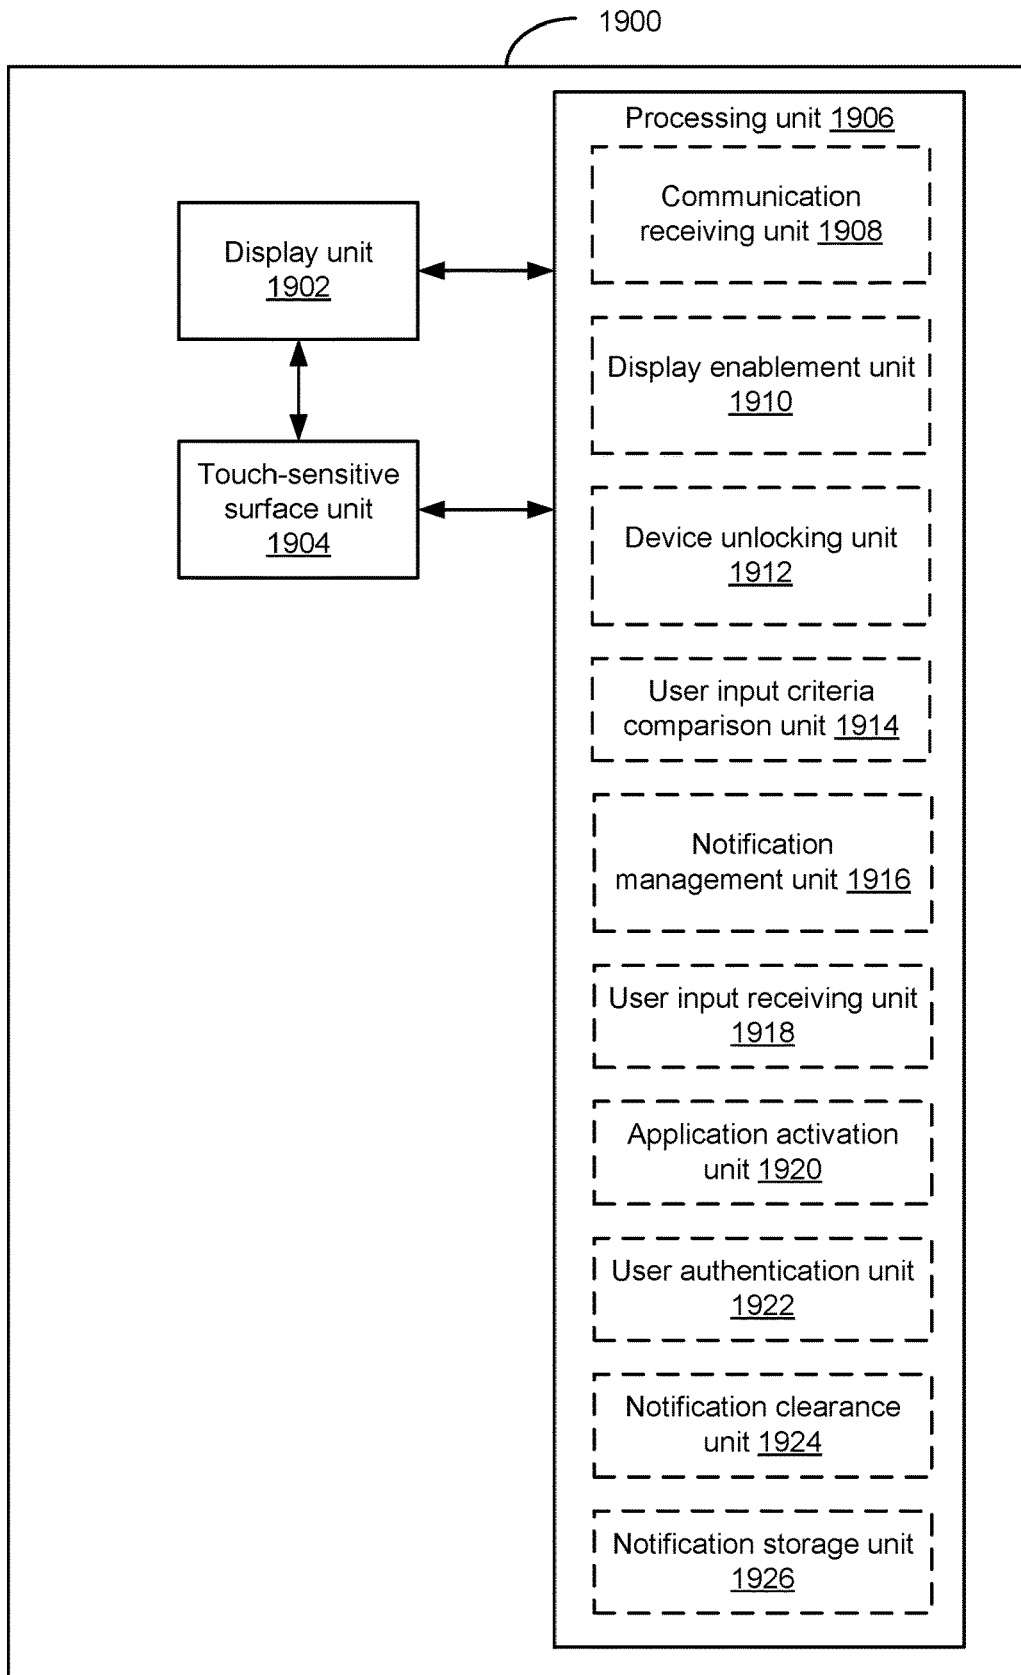 1900
Processing unit 1906
Communication
receiving unit 1908
Display unit
1902
Display enablement unit
1910
Touch-sensitive
surface unit
1904
Device unlocking unit
1912
User input criteria
comparison unit 1914
Notification
management unit 1916
User input receiving unit
1918
Application activation
unit 1920
User authentication unit
1922
Notification clearance
unit 1924
Notification storage unit
1926